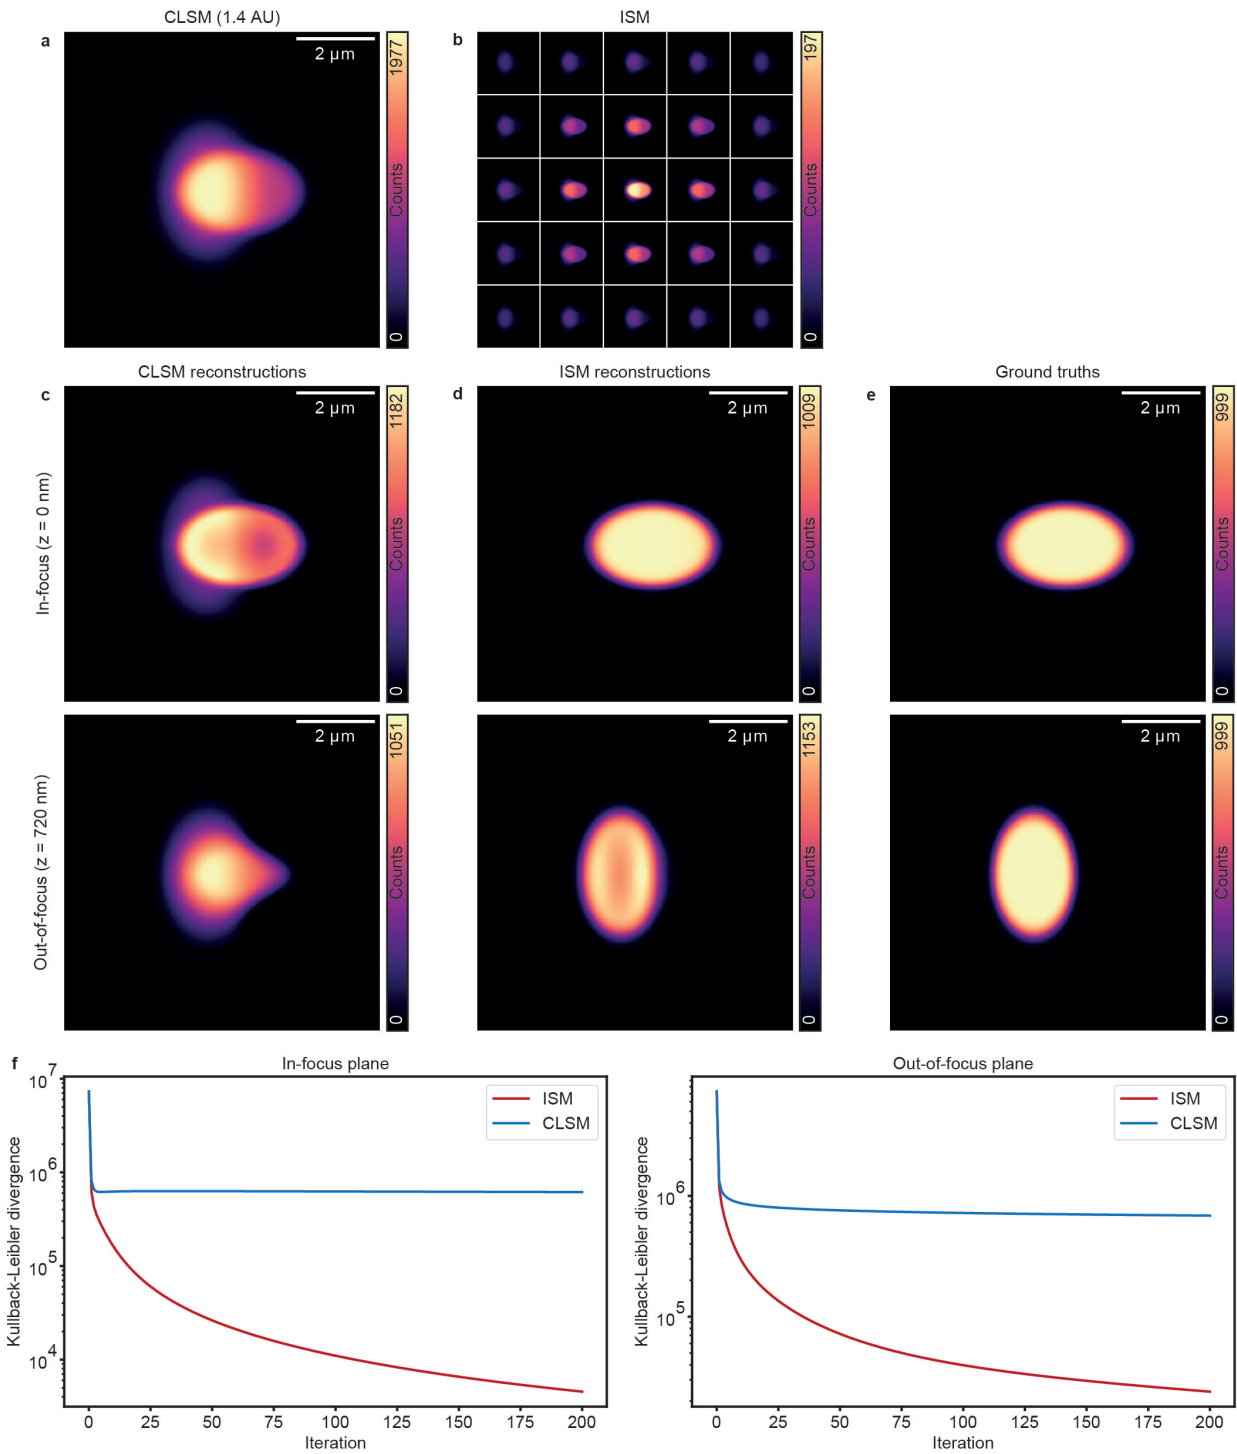 CLSM (1.4 AU)
ISM
a
2 µm
1977
Counts
0
b
197
Counts
0
CLSM reconstructions
ISM reconstructions
Ground truths
c
2 µm
1182
Counts
0
d
2 µm
1009
Counts
0
e
2 µm
999
Counts
0
In-focus (z = 0 nm)
2 µm
1051
Counts
0
2 µm
1153
Counts
0
2 µm
999
Counts
0
Out-of-focus (z = 720 nm)
f
In-focus plane
10^7
10^6
10^5
10^4
Kullback-Leibler divergence
ISM
CLSM
0 25 50 75 100 125 150 175 200
Iteration
Out-of-focus plane
10^6
10^5
Kullback-Leibler divergence
ISM
CLSM
0 25 50 75 100 125 150 175 200
Iteration